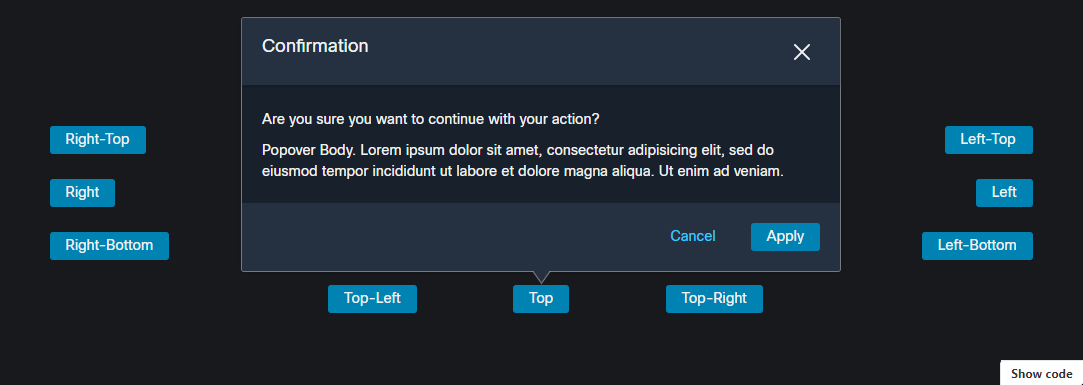 Confirmation
Are you sure you want to continue with your action?
Popover Body. Lorem ipsum dolor sit amet, consectetur adipisicing elit, sed do
eiusmod tempor incididunt ut labore et dolore magna aliqua. Ut enim ad veniam.
Cancel
Apply
Right-Top
Left-Top
Right
Left
Right-Bottom
Left-Bottom
Top-Left
Top
Top-Right
Show code